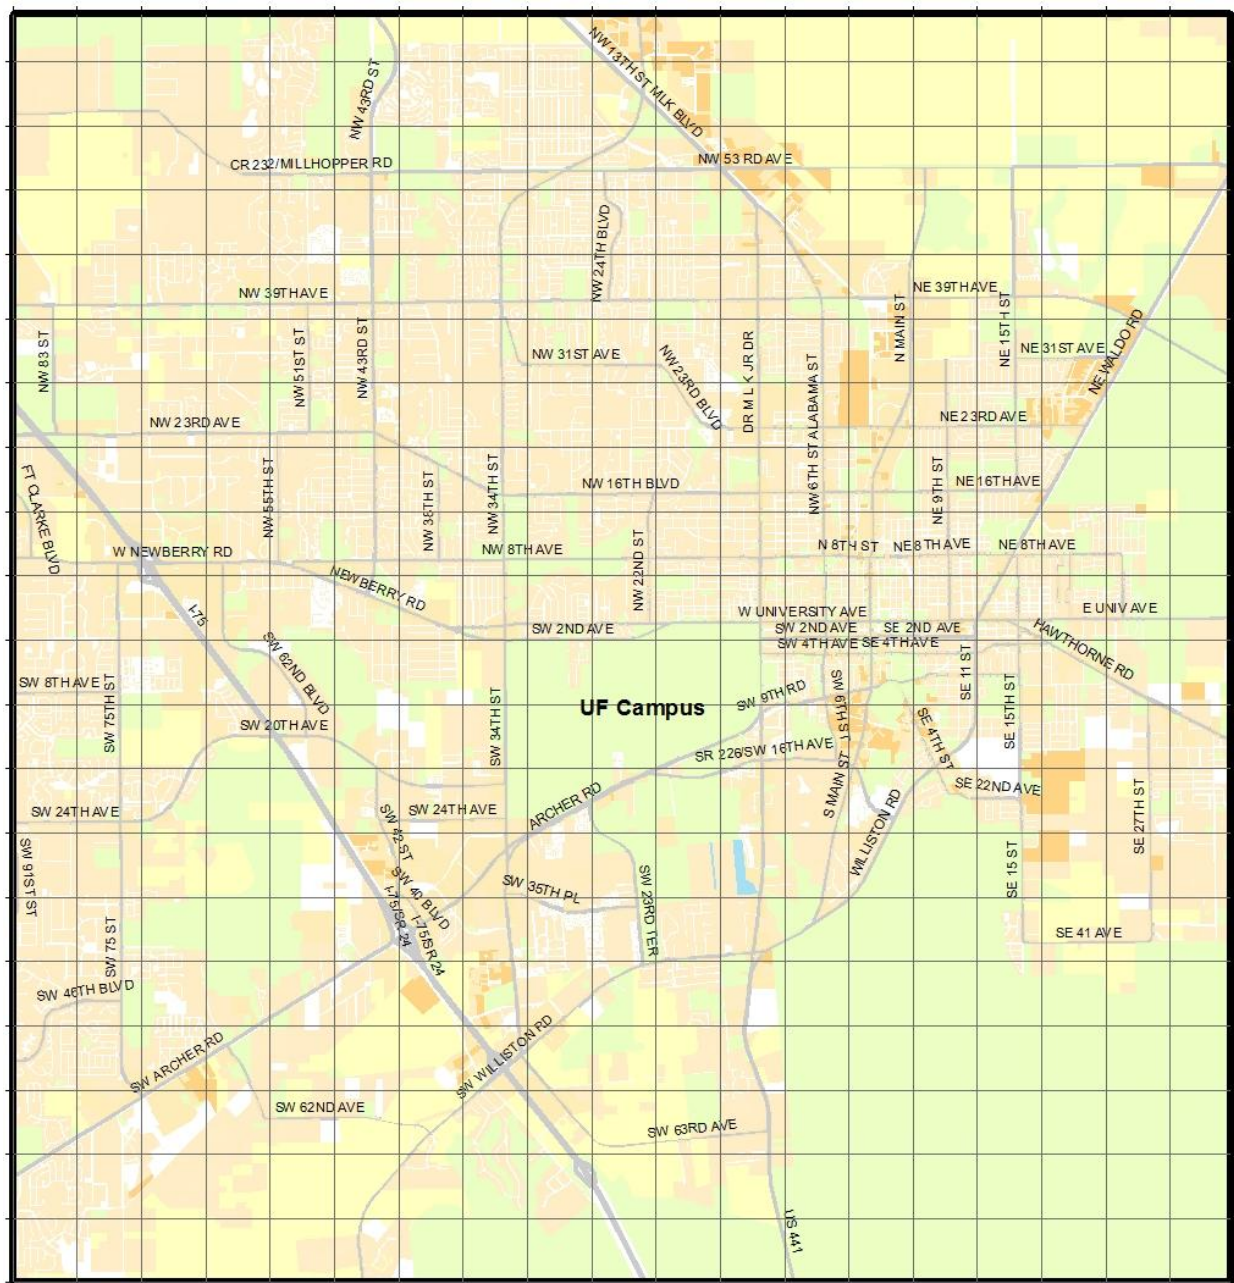 NW 13TH ST MLK BLVD
NW 43RD ST
NW 53 RD AVE
CR 232/MILLHOPPER RD
NW 24TH BLVD
NW 39TH AVE
NE 39TH AVE
NW 83 ST
NW 51ST ST
NW 43RD ST
NW 31ST AVE
NW 23RD BLVD
DR M L K JR DR
NW 6TH ST ALABAMA ST
N MAIN ST
NE 15TH ST
NE 31ST AVE
NE WALDO RD
NW 23RD AVE
NE 23RD AVE
FT CLARKE BLVD
NW 55TH ST
NW 38TH ST
NW 34TH ST
NW 16TH BLVD
NE 9TH ST
NE 16TH AVE
W NEWBERRY RD
NW 8TH AVE
NW 22ND ST
N 8TH ST
NE 8TH AVE
NE 8TH AVE
NEWBERRY RD
I-75
W UNIVERSITY AVE
E UNIV AVE
SW 2ND AVE
SW 2ND AVE
SE 2ND AVE
SW 4TH AVE
SE 4TH AVE
HAWTHORNE RD
SW 62ND BLVD
SW 8TH AVE
SW 75TH ST
SW 34TH ST
UF Campus
SW 9TH RD
SW 6TH ST
SE 4TH ST
SE 11 ST
SE 15TH ST
SW 20TH AVE
SR 226/SW 16TH AVE
S MAIN ST
SE 22ND AVE
SE 27TH ST
SW 24TH AVE
SW 42 ST
SW 24TH AVE
ARCHER RD
WILLISTON RD
SW 91ST ST
SW 40 BLVD
SW 35TH PL
SW 23RD TER
SE 15 ST
I-75/SR 24
I-75/SR 24
SW 75 ST
SE 41 AVE
SW 46TH BLVD
SW ARCHER RD
SW WILLISTON RD
SW 62ND AVE
SW 63RD AVE
US 441